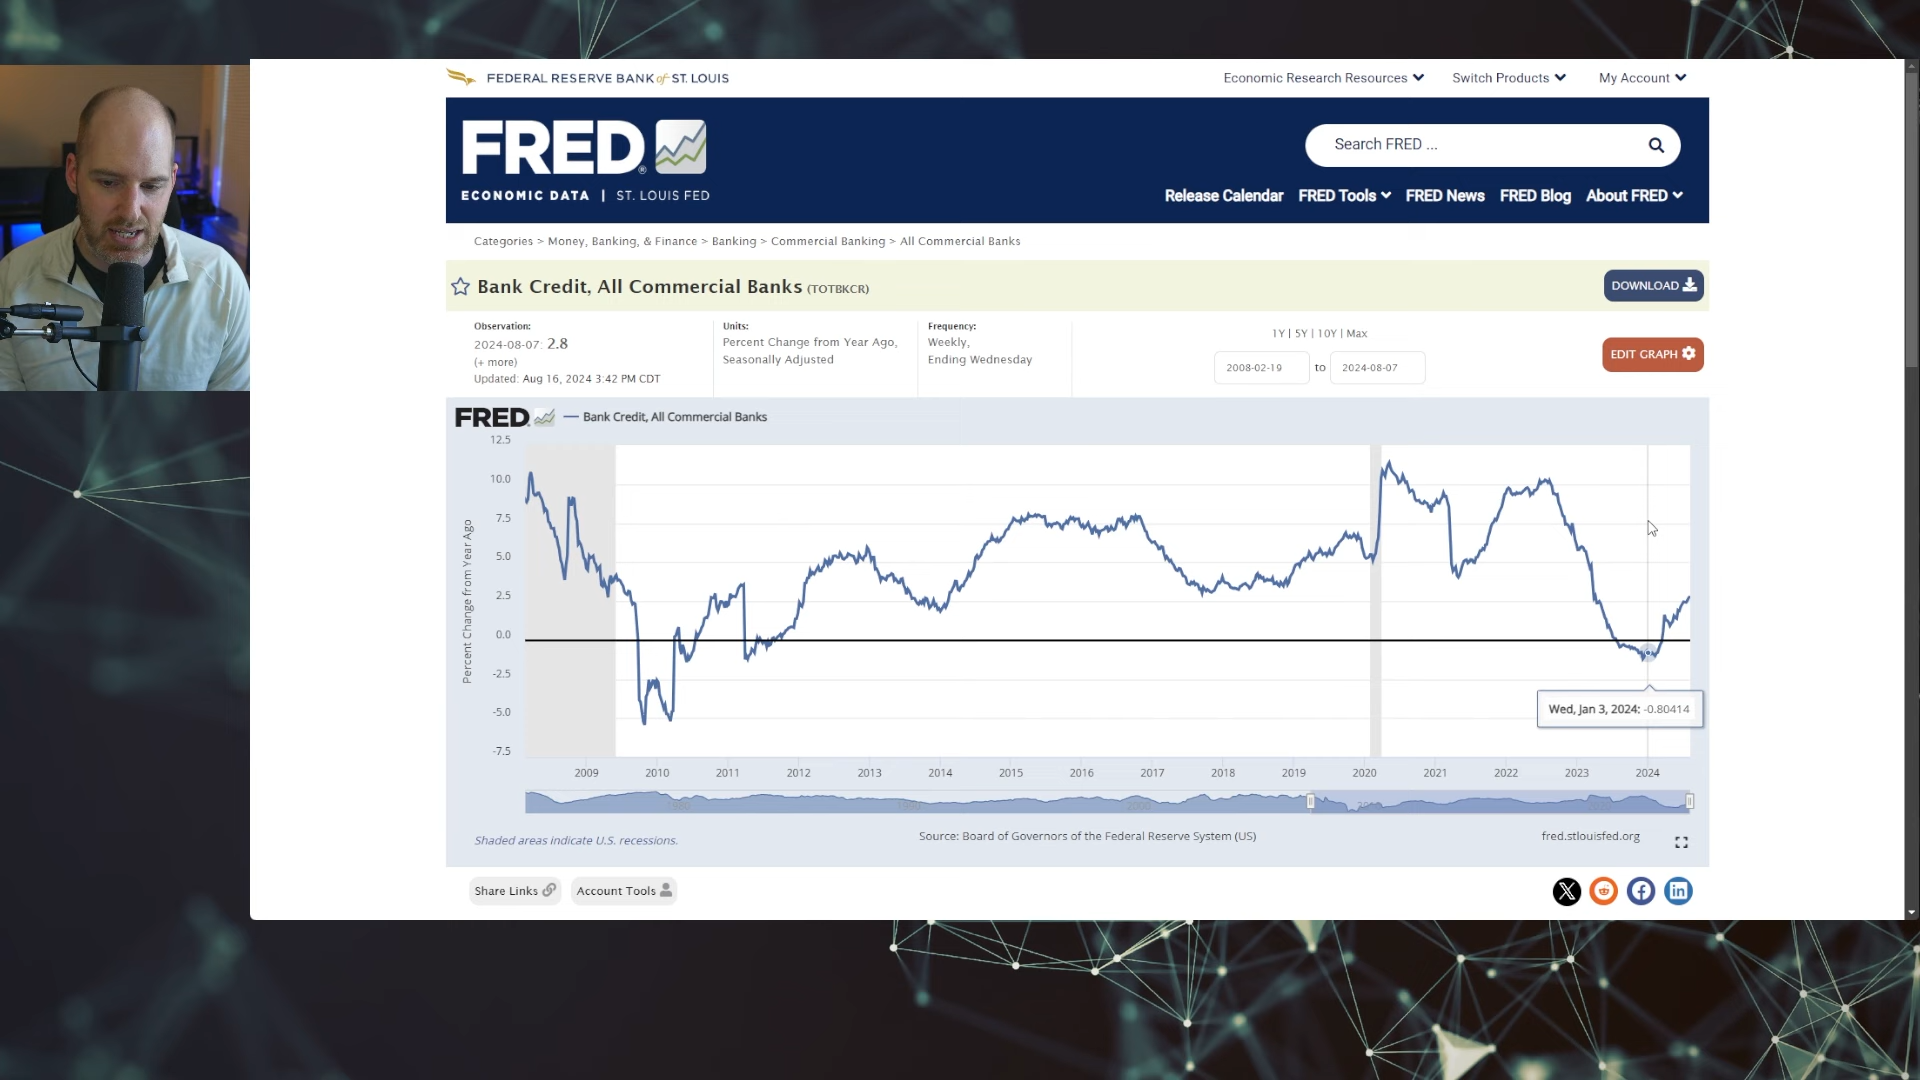 FEDERAL RESERVE BANK of ST. LOUIS
Economic Research Resources Switch Products My Account
FRED®
ECONOMIC DATA | ST. LOUIS FED
Search FRED ...
Release Calendar FRED Tools FRED News FRED Blog About FRED
Categories > Money, Banking, & Finance > Banking > Commercial Banking > All Commercial Banks
Bank Credit, All Commercial Banks (TOTBKCR)
DOWNLOAD
Observation:
2024-08-07: 2.8
(+ more)
Updated: Aug 16, 2024 3:42 PM CDT
Units:
Percent Change from Year Ago,
Seasonally Adjusted
Frequency:
Weekly,
Ending Wednesday
1Y | 5Y | 10Y | Max
2008-02-19 to 2024-08-07
EDIT GRAPH
FRED — Bank Credit, All Commercial Banks
Percent Change from Year Ago
12.5
10.0
7.5
5.0
2.5
0.0
-2.5
-5.0
-7.5
Wed, Jan 3, 2024: -0.80414
2009 2010 2011 2012 2013 2014 2015 2016 2017 2018 2019 2020 2021 2022 2023 2024
1980 1990 2000
Shaded areas indicate U.S. recessions.
Source: Board of Governors of the Federal Reserve System (US)
fred.stlouisfed.org
Share Links Account Tools